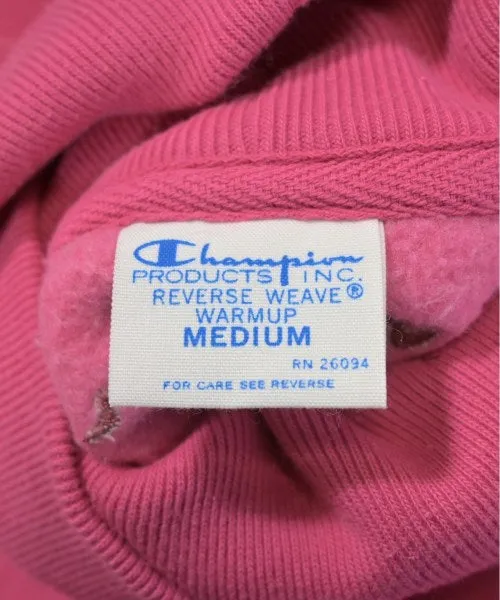 Champion
PRODUCTS INC.
REVERSE WEAVE®
WARMUP
MEDIUM
RN 26094
FOR CARE SEE REVERSE